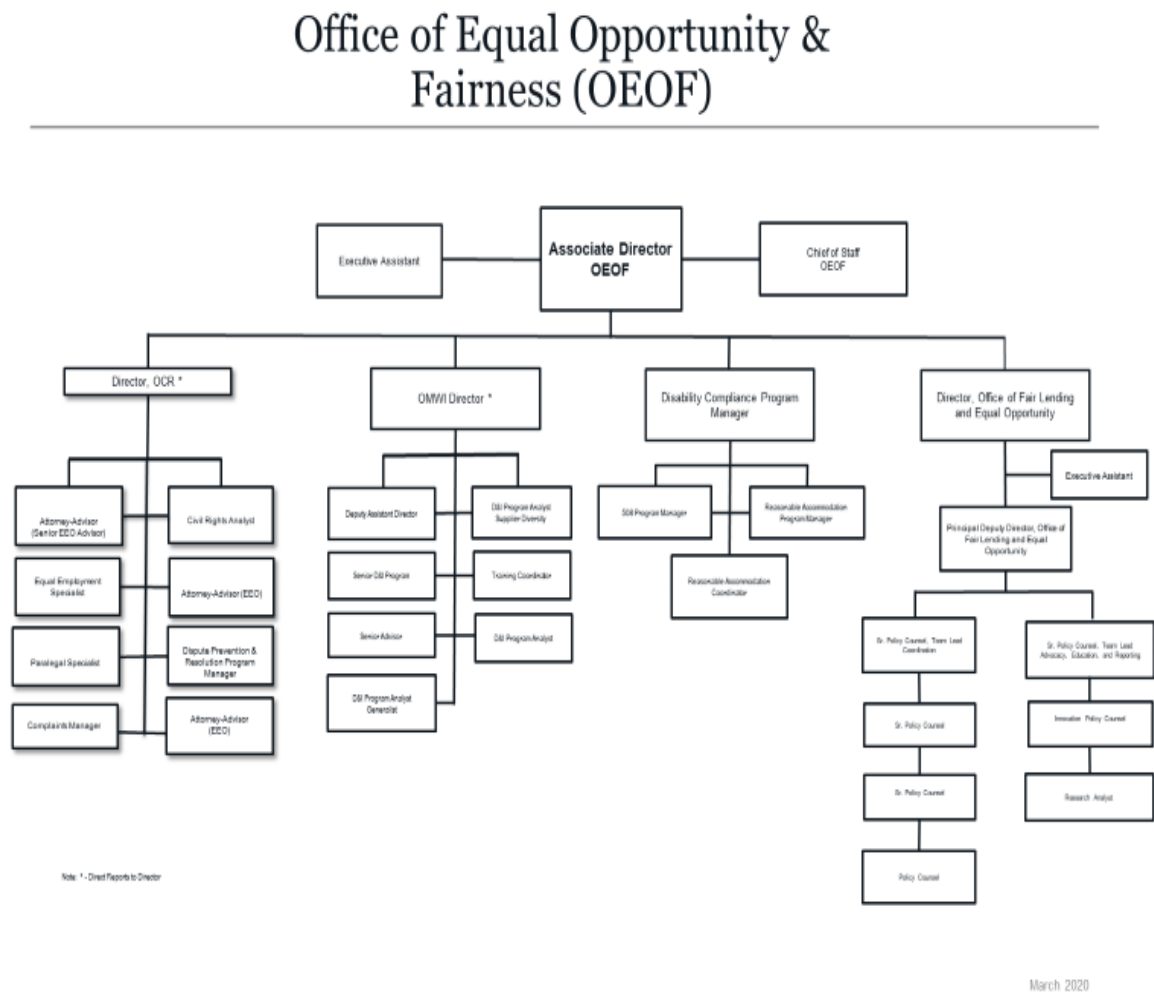 Office of Equal Opportunity &
Fairness (OEOF)
Executive Assistant
Associate Director
OEOF
Chief of Staff
OEOF
Director, OCR *
OMWI Director *
Disability Compliance Program
Manager
Director, Office of Fair Lending
and Equal Opportunity
Executive Assistant
Attorney-Advisor
(Senior EEO Advisor)
Civil Rights Analyst
Equal Employment
Specialist
Attorney-Advisor (EEO)
Paralegal Specialist
Dispute Prevention &
Resolution Program
Manager
Complaints Manager
Attorney-Advisor
(EEO)
Deputy Assistant Director
D&I Program Analyst
Supplier Diversity
Senior D&I Program
Training Coordinator
Senior Advisor
D&I Program Analyst
D&I Program Analyst
Generalist
Program Manager
Reasonable Accommodation
Program Manager
Reasonable Accommodation
Coordinator
Principal Deputy Director, Office of
Fair Lending and Equal
Opportunity
Sr. Policy Counsel, Team Lead
Coordination
Sr. Policy Counsel, Team Lead
Advocacy, Education, and Reporting
Sr. Policy Counsel
Innovation Policy Counsel
Sr. Policy Counsel
Research Analyst
Policy Counsel
Note: * - Direct Reports to Director
March 2020